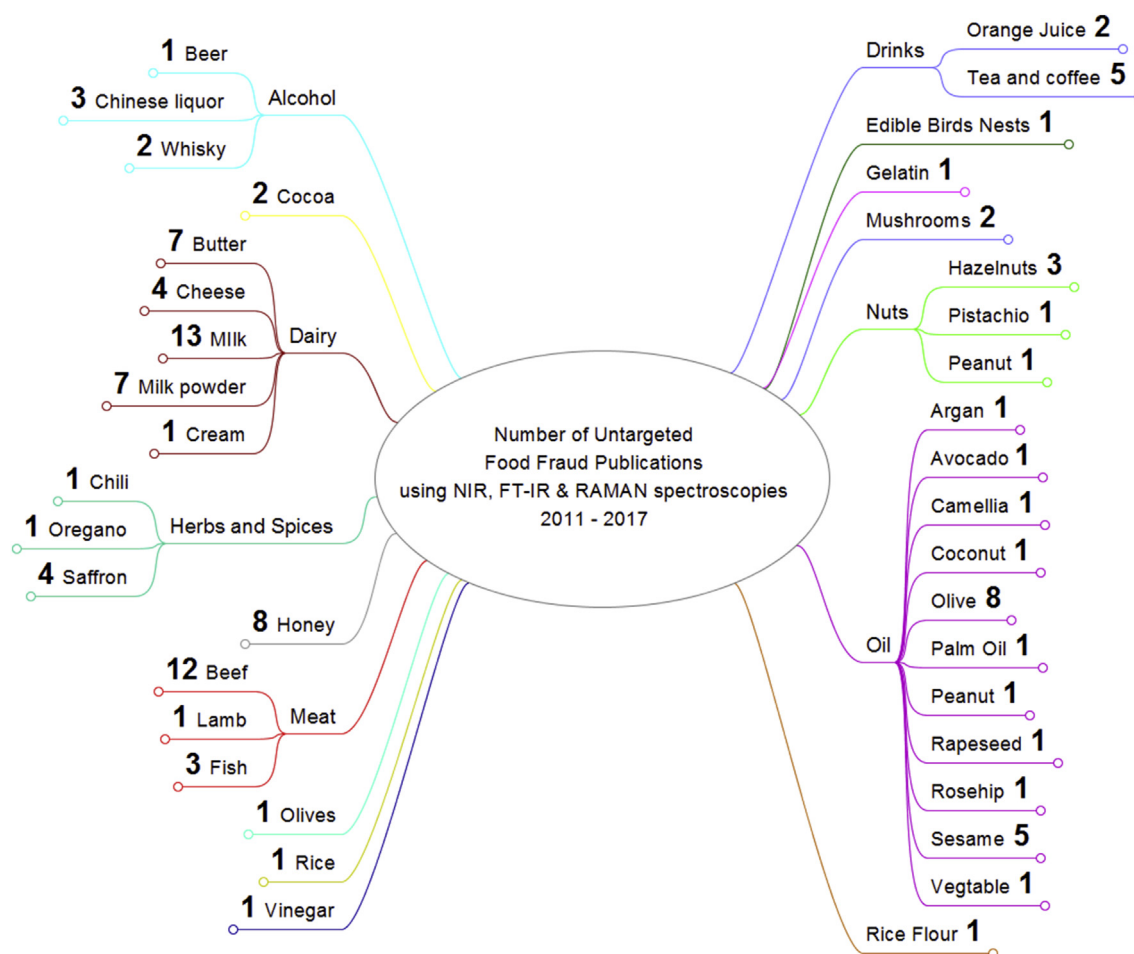 1 Beer
3 Chinese liquor
2 Whisky
Alcohol
2 Cocoa
7 Butter
4 Cheese
13 MIlk
7 Milk powder
1 Cream
Dairy
1 Chili
1 Oregano
4 Saffron
Herbs and Spices
8 Honey
12 Beef
1 Lamb
3 Fish
Meat
1 Olives
1 Rice
1 Vinegar
Number of Untargeted
Food Fraud Publications
using NIR, FT-IR & RAMAN spectroscopies
2011 - 2017
Drinks
Orange Juice 2
Tea and coffee 5
Edible Birds Nests 1
Gelatin 1
Mushrooms 2
Nuts
Hazelnuts 3
Pistachio 1
Peanut 1
Oil
Argan 1
Avocado 1
Camellia 1
Coconut 1
Olive 8
Palm Oil 1
Peanut 1
Rapeseed 1
Rosehip 1
Sesame 5
Vegtable 1
Rice Flour 1